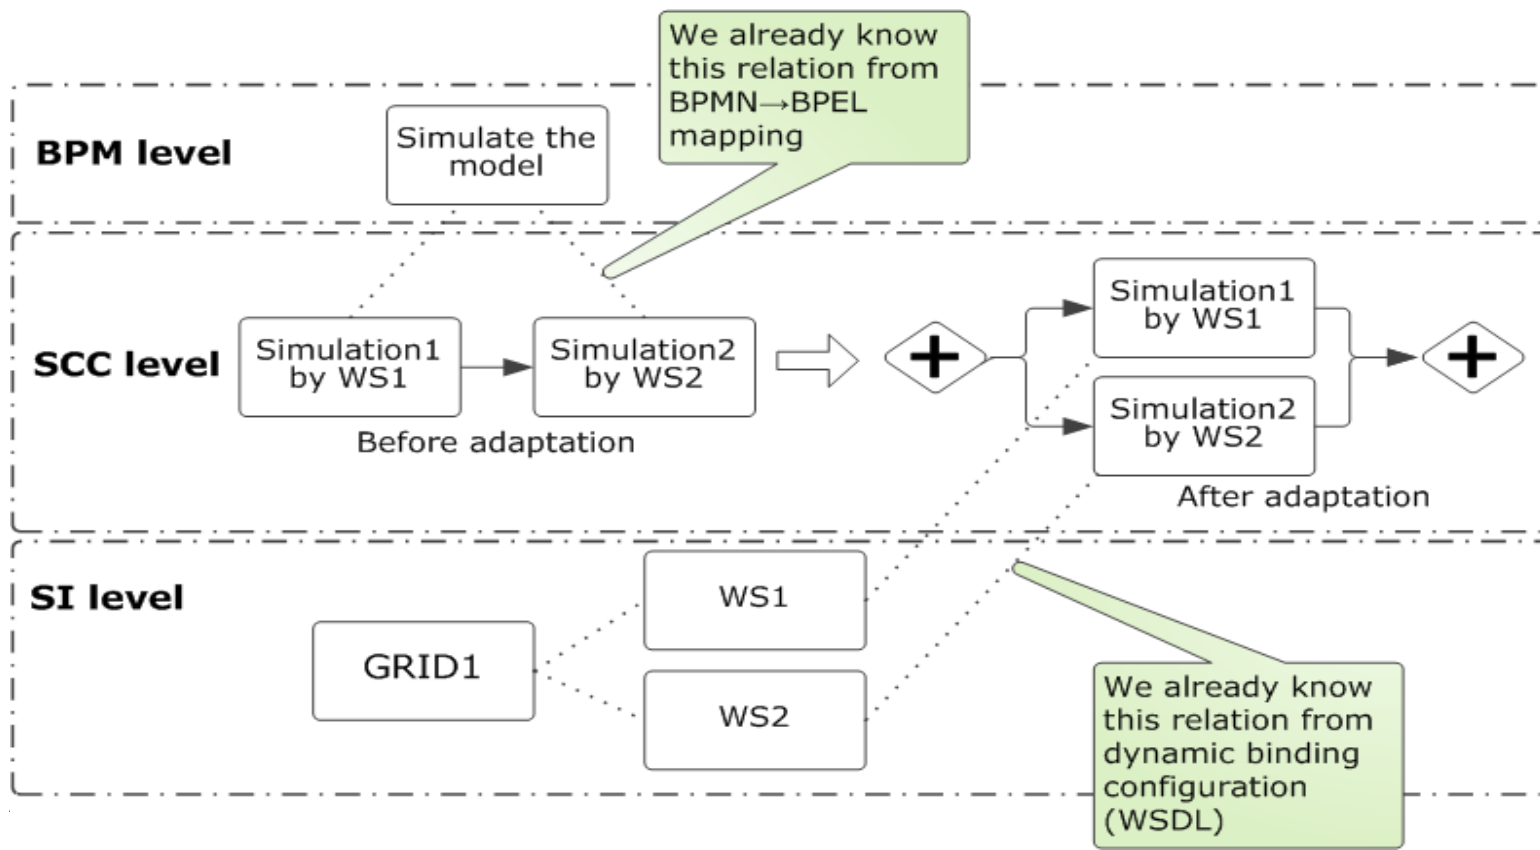 We already know
this relation from
BPMN→BPEL
mapping
BPM level
Simulate the
model
SCC level
Simulation1
by WS1
Simulation2
by WS2
Before adaptation
Simulation1
by WS1
Simulation2
by WS2
After adaptation
SI level
GRID1
WS1
WS2
We already know
this relation from
dynamic binding
configuration
(WSDL)